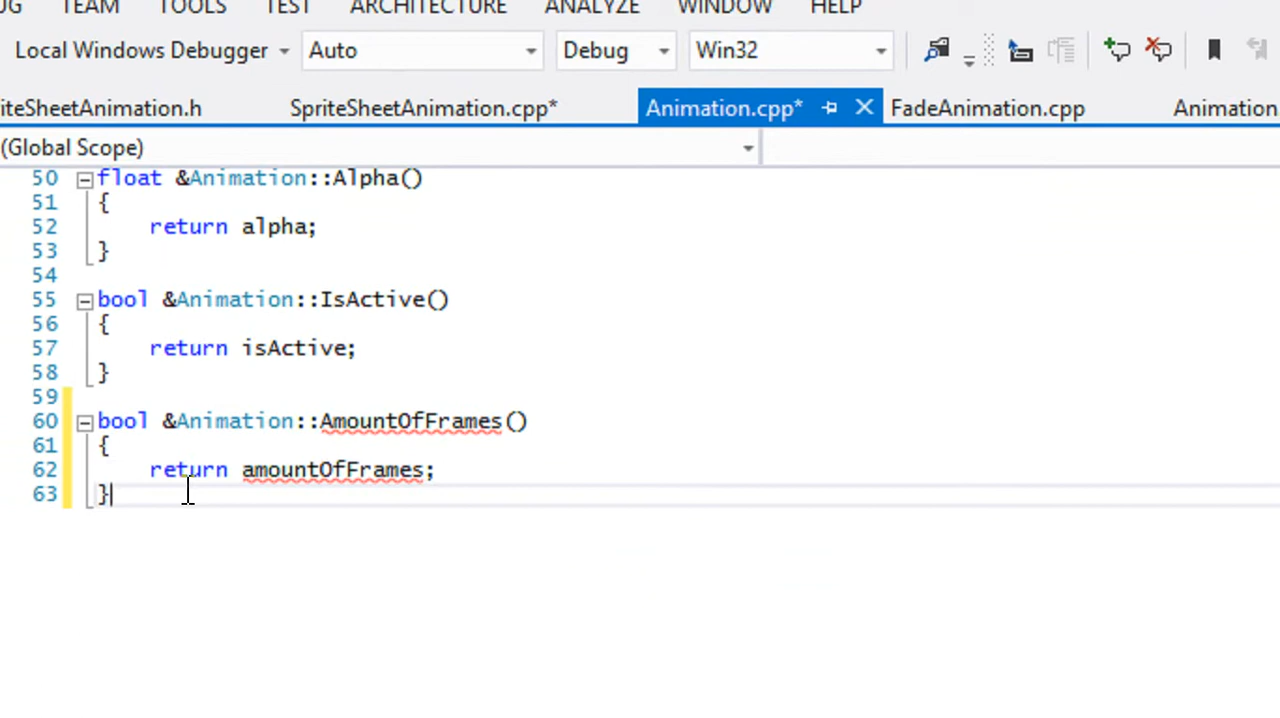 UG TEAM TOOLS TEST ARCHITECTURE ANALYZE WINDOW HELP
Local Windows Debugger Auto Debug Win32
iteSheetAnimation.h SpriteSheetAnimation.cpp* Animation.cpp* FadeAnimation.cpp Animation
(Global Scope)
50 float &Animation::Alpha()
51 {
52 return alpha;
53 }
54
55 bool &Animation::IsActive()
56 {
57 return isActive;
58 }
59
60 bool &Animation::AmountOfFrames()
61 {
62 return amountOfFrames;
63 }